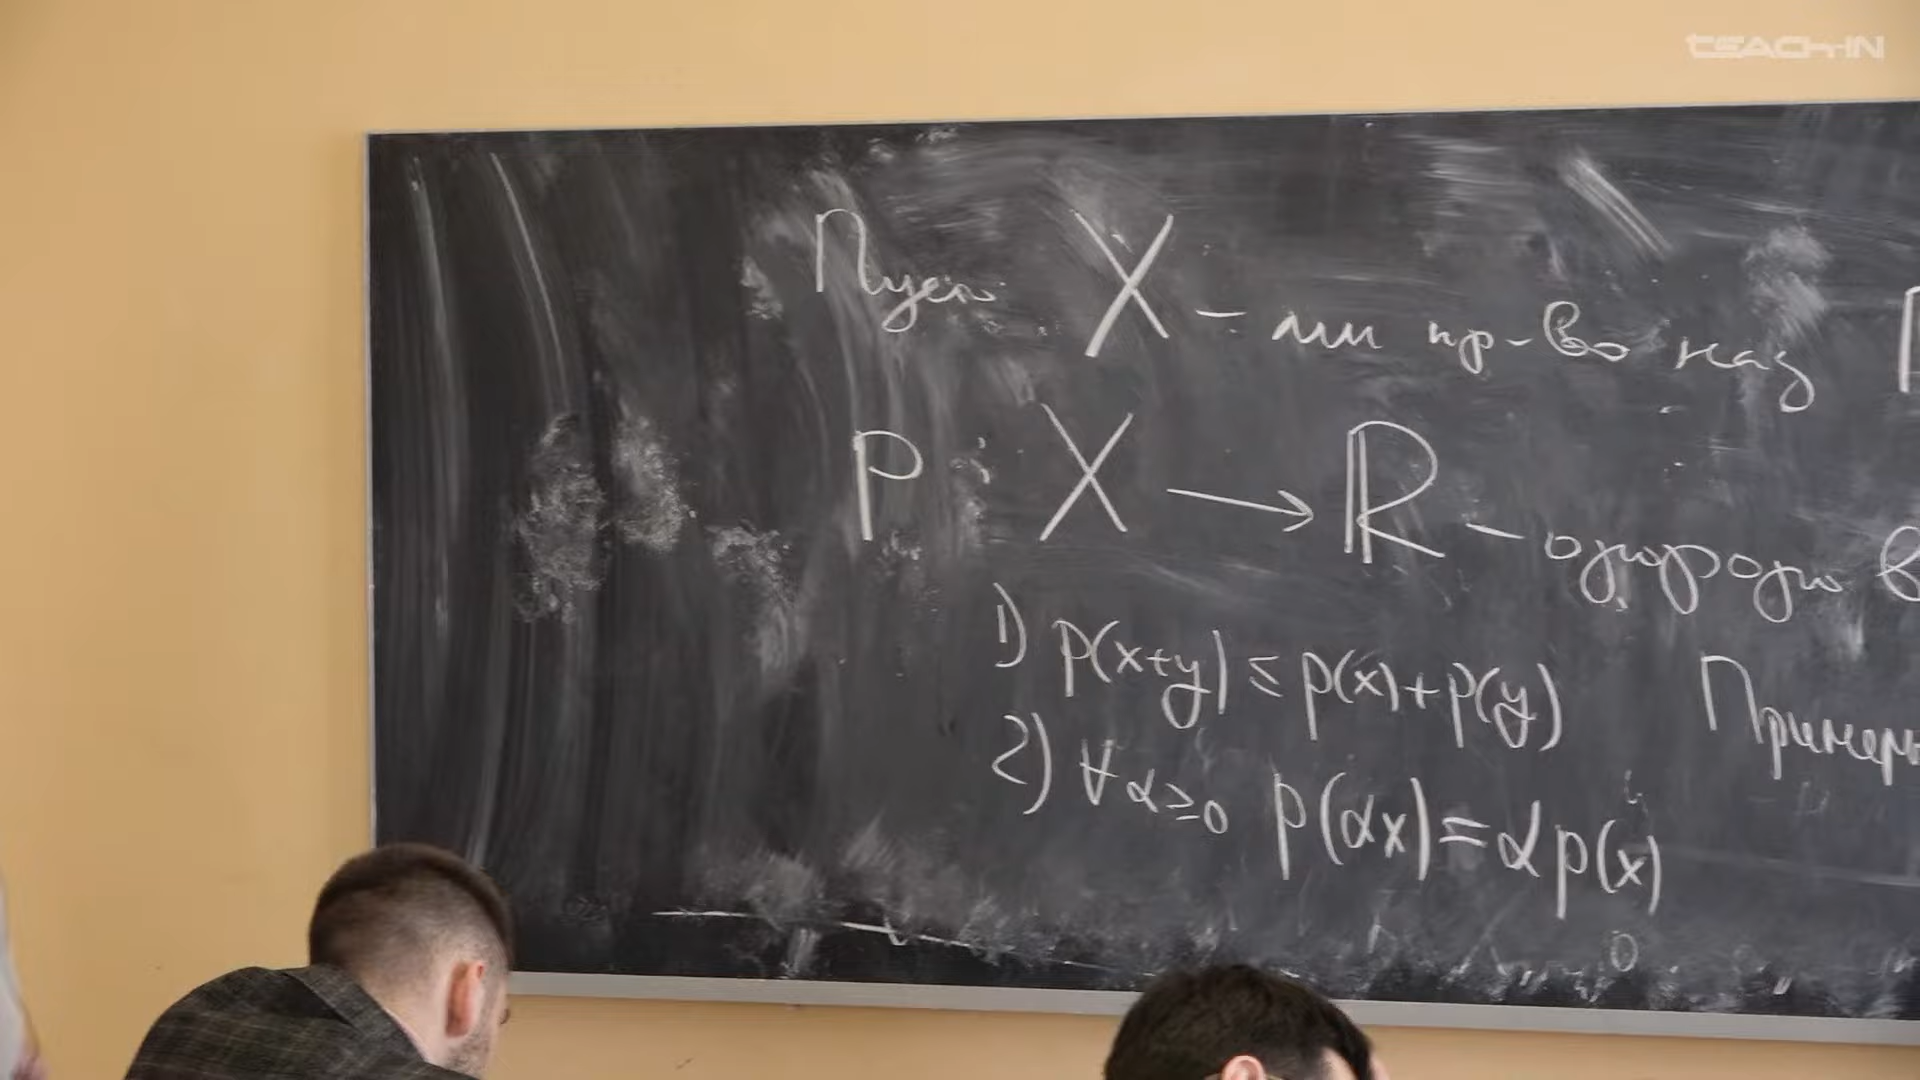 TEACH-IN
Пусть X - лин пр-во над
p : X → ℝ - однородно в
1) p(x+y) ≤ p(x)+p(y)
2) ∀α≥0 p(αx)=αp(x)
Примеры